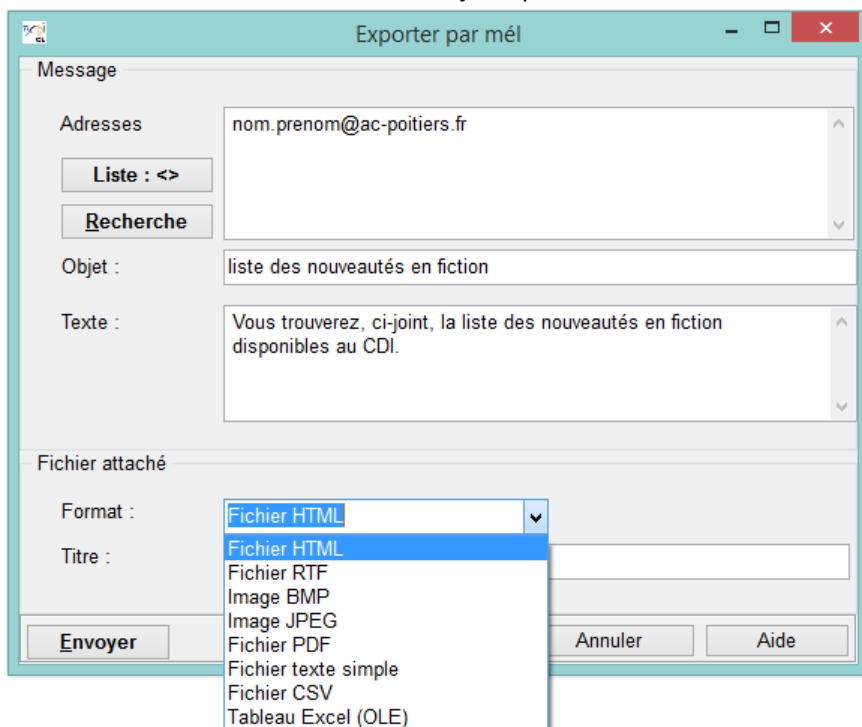 Exporter par mél
Message
Adresses
nom.prenom@ac-poitiers.fr
Liste : <>
Recherche
Objet :
liste des nouveautés en fiction
Texte :
Vous trouverez, ci-joint, la liste des nouveautés en fiction
disponibles au CDI.
Fichier attaché
Format :
Fichier HTML
Titre :
Fichier HTML
Fichier RTF
Image BMP
Image JPEG
Fichier PDF
Fichier texte simple
Fichier CSV
Tableau Excel (OLE)
Envoyer
Annuler
Aide